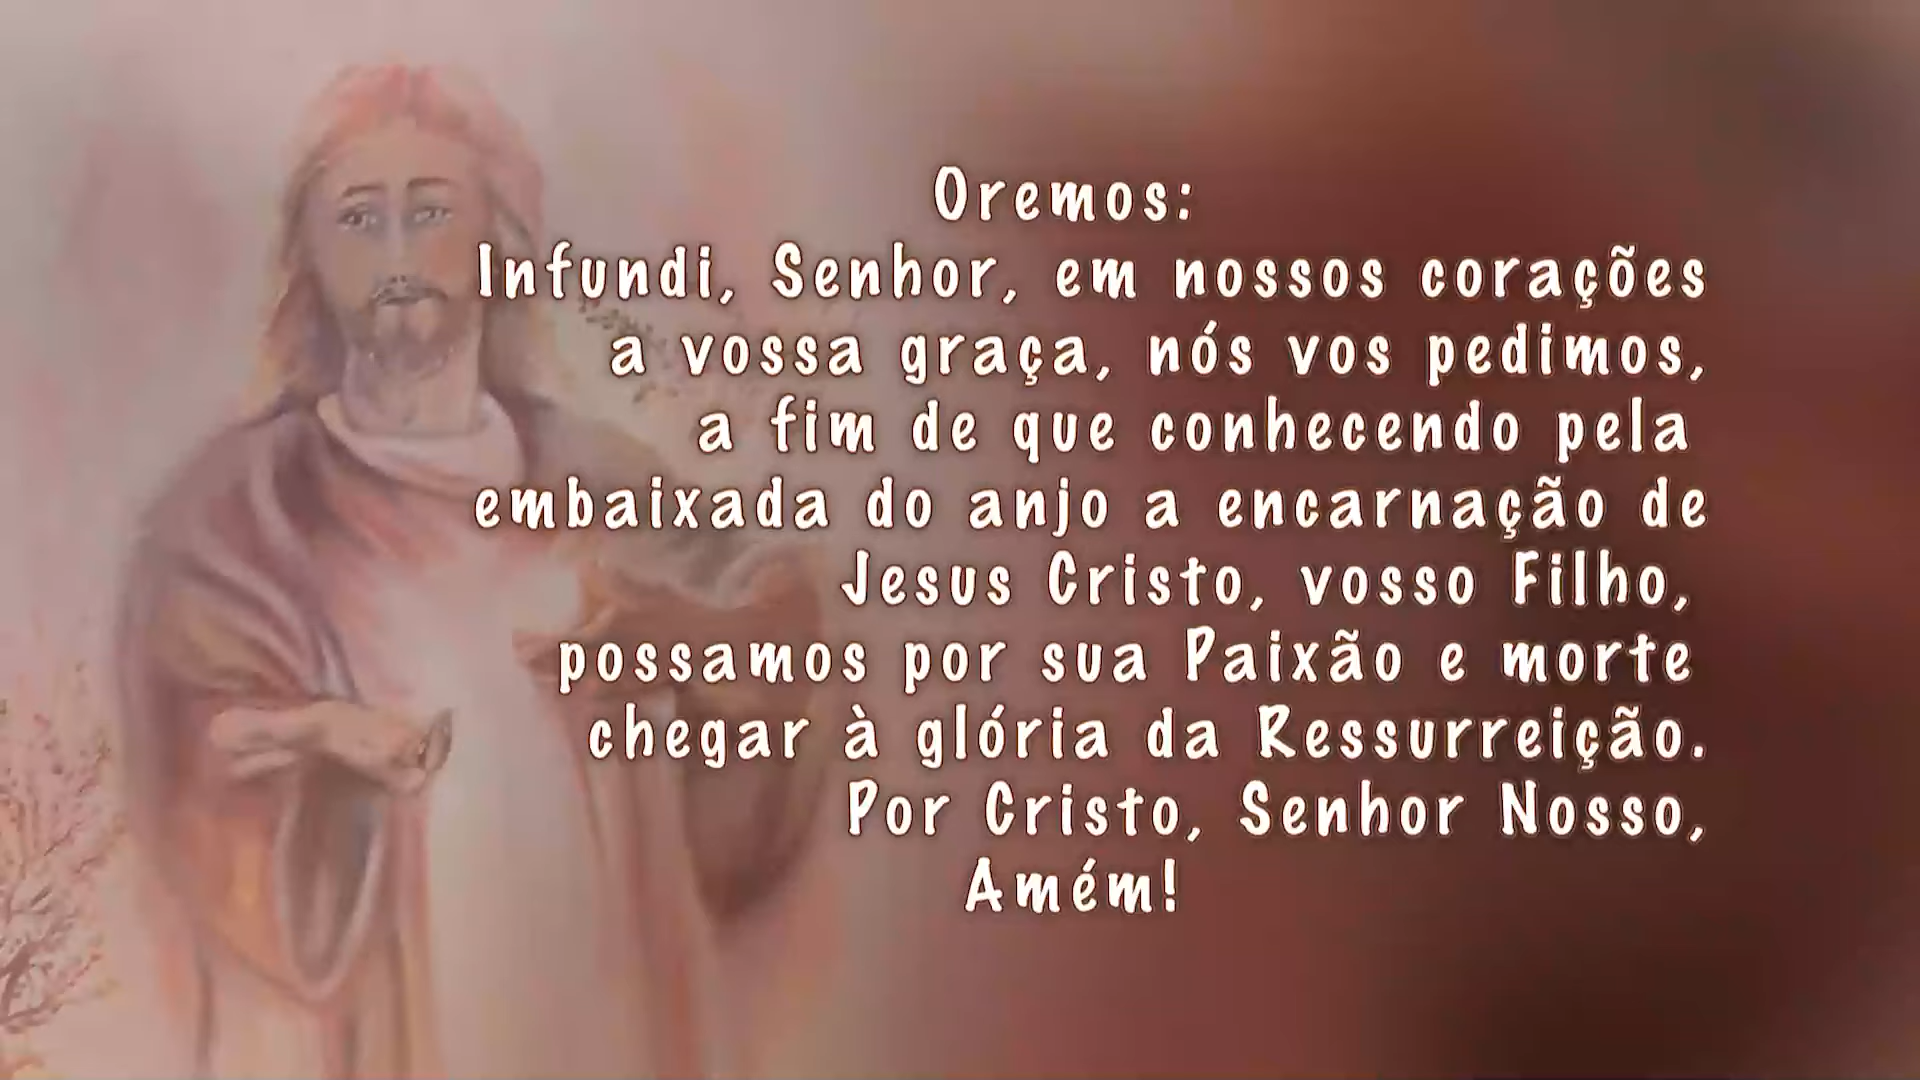 Oremos:
Infundi, Senhor, em nossos corações
a vossa graça, nós vos pedimos,
a fim de que conhecendo pela
embaixada do anjo a encarnação de
Jesus Cristo, vosso Filho,
possamos por sua Paixão e morte
chegar à glória da Ressurreição.
Por Cristo, Senhor Nosso,
Amém!